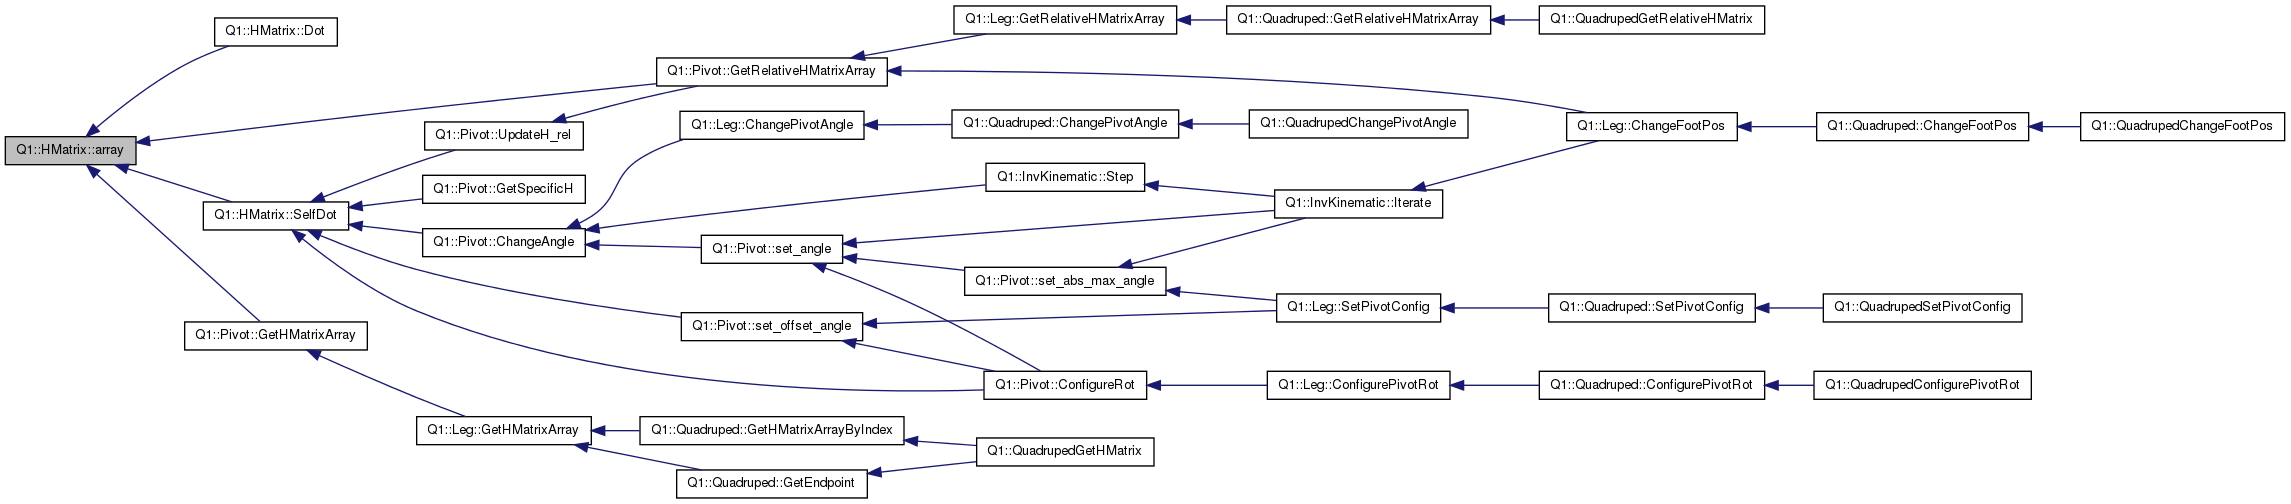 Q1::HMatrix::array
Q1::HMatrix::Dot
Q1::HMatrix::SelfDot
Q1::Pivot::GetHMatrixArray
Q1::Pivot::UpdateH_rel
Q1::Pivot::GetSpecificH
Q1::Pivot::ChangeAngle
Q1::Leg::GetHMatrixArray
Q1::Pivot::GetRelativeHMatrixArray
Q1::Leg::ChangePivotAngle
Q1::Pivot::set_angle
Q1::Pivot::set_offset_angle
Q1::Quadruped::GetHMatrixArrayByIndex
Q1::Quadruped::GetEndpoint
Q1::Leg::GetRelativeHMatrixArray
Q1::Quadruped::ChangePivotAngle
Q1::InvKinematic::Step
Q1::Pivot::set_abs_max_angle
Q1::Pivot::ConfigureRot
Q1::QuadrupedGetHMatrix
Q1::Quadruped::GetRelativeHMatrixArray
Q1::QuadrupedChangePivotAngle
Q1::InvKinematic::Iterate
Q1::Leg::SetPivotConfig
Q1::Leg::ConfigurePivotRot
Q1::QuadrupedGetRelativeHMatrix
Q1::Leg::ChangeFootPos
Q1::Quadruped::SetPivotConfig
Q1::Quadruped::ConfigurePivotRot
Q1::Quadruped::ChangeFootPos
Q1::QuadrupedSetPivotConfig
Q1::QuadrupedConfigurePivotRot
Q1::QuadrupedChangeFootPos